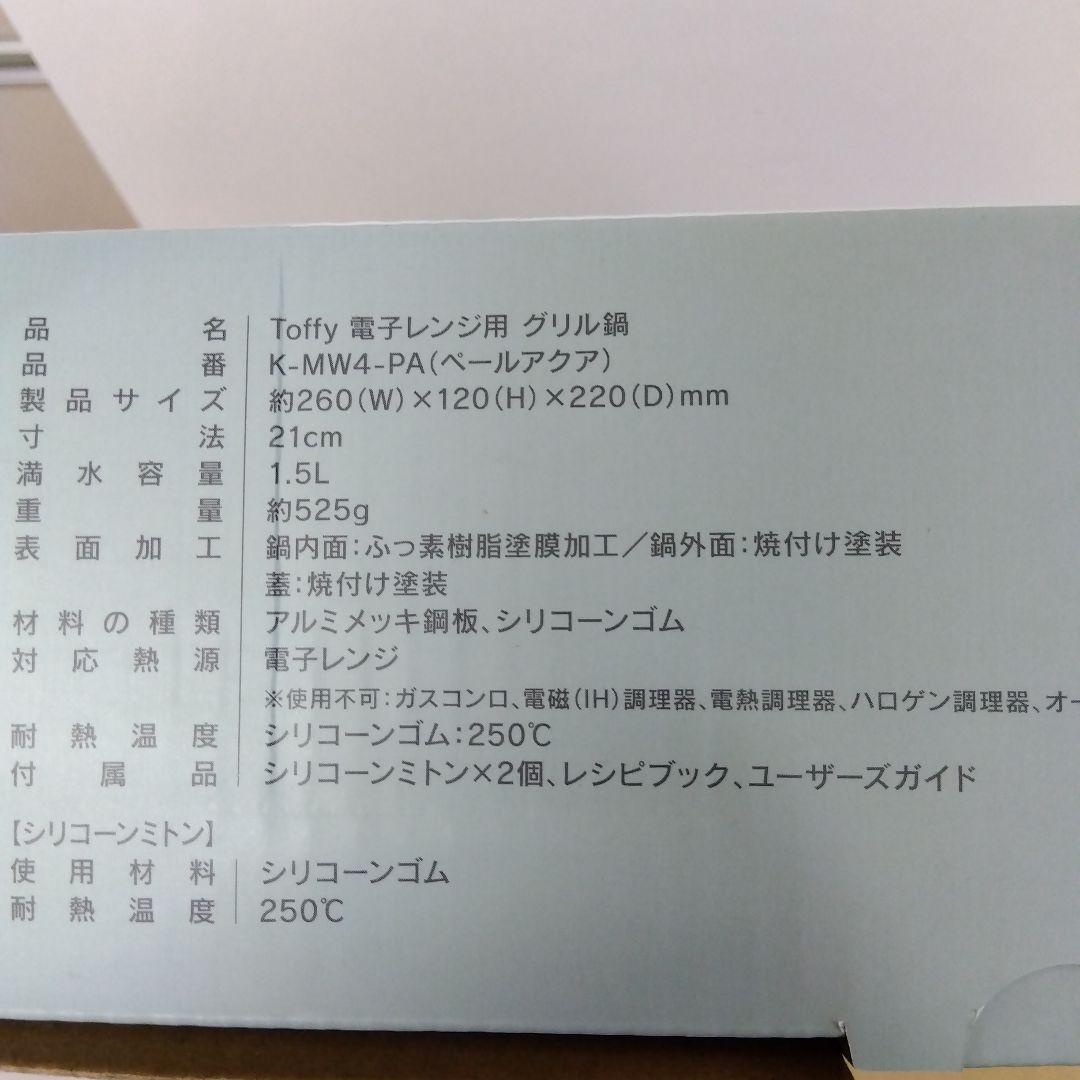 品名 Toffy 電子レンジ用 グリル鍋
品番 K-MW4-PA(ペールアクア)
製品サイズ 約260(W)×120(H)×220(D)mm
寸法 21cm
満水容量 1.5L
重量 約525g
表面加工 鍋内面:ふっ素樹脂塗膜加工/鍋外面:焼付け塗装
蓋:焼付け塗装
材料の種類 アルミメッキ鋼板、シリコーンゴム
対応熱源 電子レンジ
※使用不可:ガスコンロ、電磁(IH)調理器、電熱調理器、ハロゲン調理器、オー
耐熱温度 シリコーンゴム:250℃
付属品 シリコーンミトン×2個、レシピブック、ユーザーズガイド
【シリコーンミトン】
使用材料 シリコーンゴム
耐熱温度 250℃